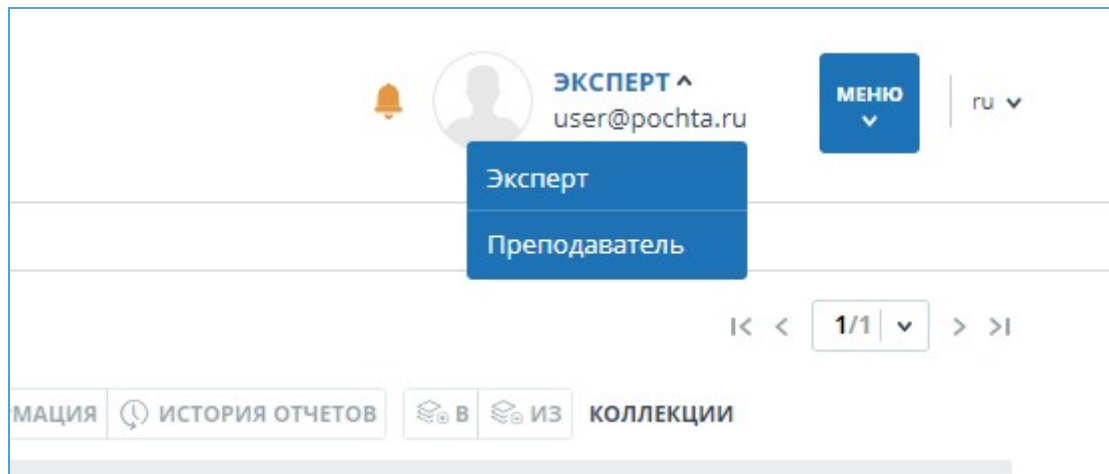 ЭКСПЕРТ
user@pochta.ru
МЕНЮ
ru
Эксперт
Преподаватель
1/1
МАЦИЯ ИСТОРИЯ ОТЧЕТОВ В ИЗ КОЛЛЕКЦИИ